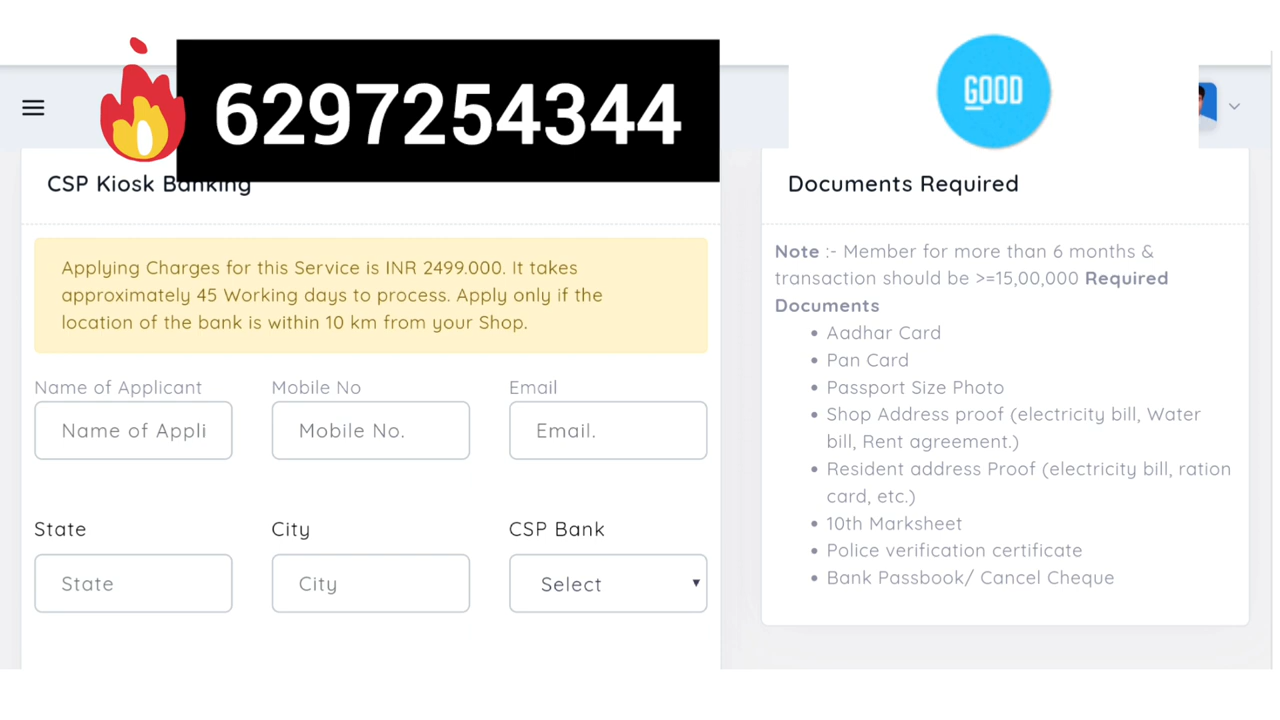 6297254344
GOOD
CSP Kiosk Banking
Applying Charges for this Service is INR 2499.000. It takes
approximately 45 Working days to process. Apply only if the
location of the bank is within 10 km from your Shop.
Name of Applicant Mobile No Email
Name of Appli Mobile No. Email.
State City CSP Bank
State City Select
Documents Required
Note :- Member for more than 6 months &
transaction should be >=15,00,000 Required
Documents
Aadhar Card
Pan Card
Passport Size Photo
Shop Address proof (electricity bill, Water
bill, Rent agreement.)
Resident address Proof (electricity bill, ration
card, etc.)
10th Marksheet
Police verification certificate
Bank Passbook/ Cancel Cheque